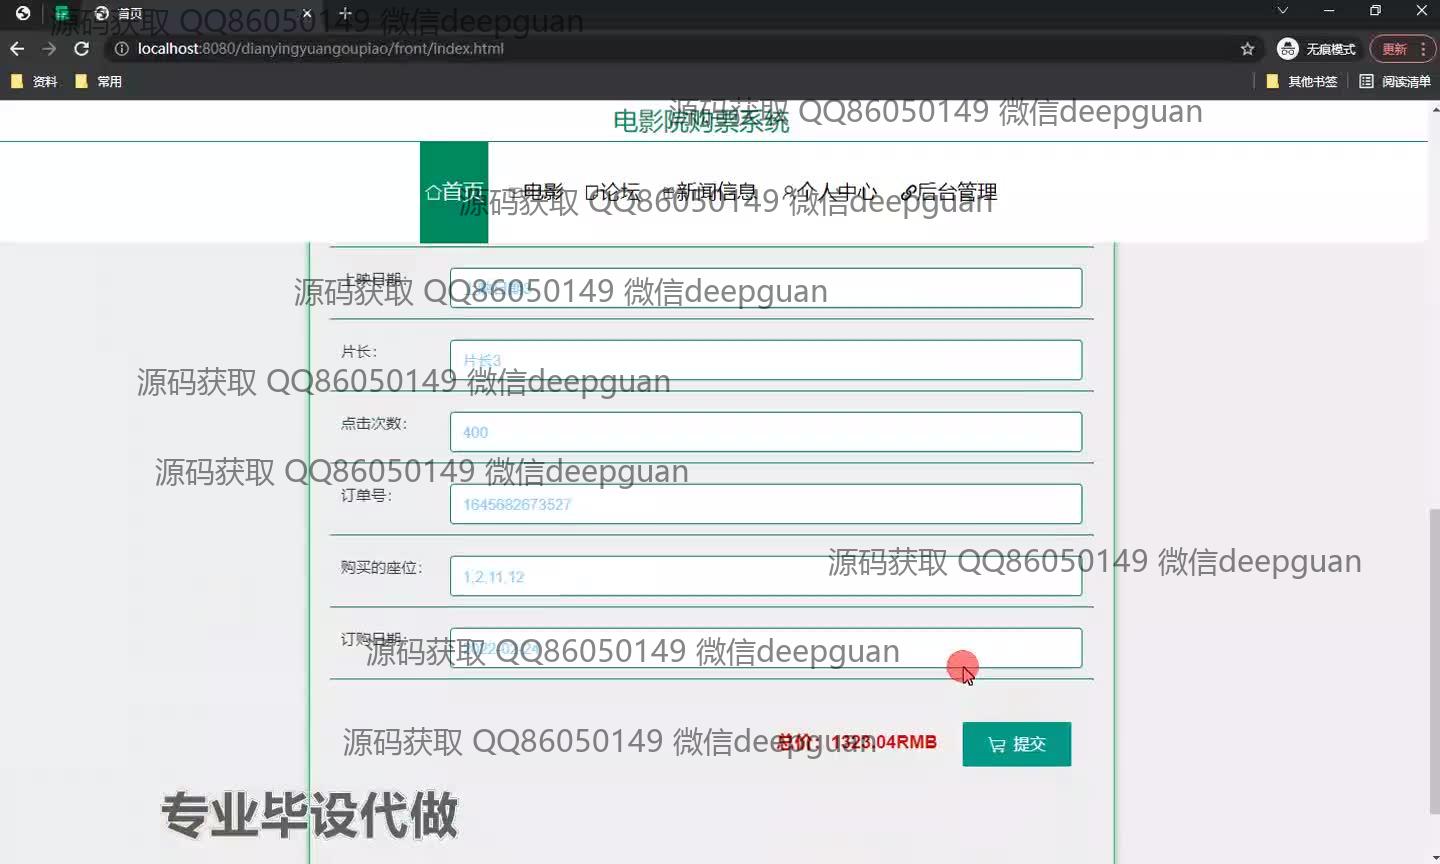 首页
localhost:8080/dianyingyuangoupiao/front/index.html
无痕模式
更新
资料
常用
其他书签
阅读清单
源码获取 QQ86050149 微信deepguan
电影院购票系统
源码获取 QQ86050149 微信deepguan
首页
电影
论坛
新闻信息
个人中心
后台管理
源码获取 QQ86050149 微信deepguan
上映日期：
源码获取 QQ86050149 微信deepguan
片长：
片长3
源码获取 QQ86050149 微信deepguan
点击次数：
400
源码获取 QQ86050149 微信deepguan
订单号：
1645682673527
源码获取 QQ86050149 微信deepguan
购买的座位：
1,2,11,12
订购日期：
2022-02-24
源码获取 QQ86050149 微信deepguan
总价：1323.04RMB
提交
源码获取 QQ86050149 微信deepguan
专业毕设代做